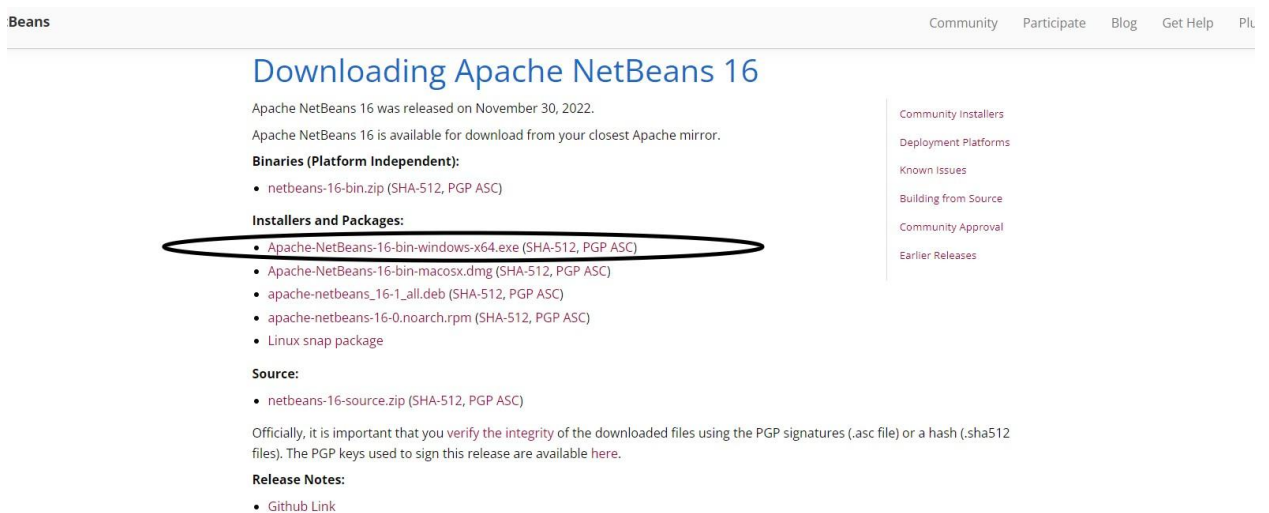 Beans
Community Participate Blog Get Help
Downloading Apache NetBeans 16
Apache NetBeans 16 was released on November 30, 2022.
Apache NetBeans 16 is available for download from your closest Apache mirror.
Binaries (Platform Independent):
• netbeans-16-bin.zip (SHA-512, PGP ASC)
Installers and Packages:
• Apache-NetBeans-16-bin-windows-x64.exe (SHA-512, PGP ASC)
• Apache-NetBeans-16-bin-macosx.dmg (SHA-512, PGP ASC)
• apache-netbeans_16-1_all.deb (SHA-512, PGP ASC)
• apache-netbeans-16-0.noarch.rpm (SHA-512, PGP ASC)
• Linux snap package
Source:
• netbeans-16-source.zip (SHA-512, PGP ASC)
Officially, it is important that you verify the integrity of the downloaded files using the PGP signatures (.asc file) or a hash (.sha512
files). The PGP keys used to sign this release are available here.
Release Notes:
• Github Link
Community Installers
Deployment Platforms
Known Issues
Building from Source
Community Approval
Earlier Releases